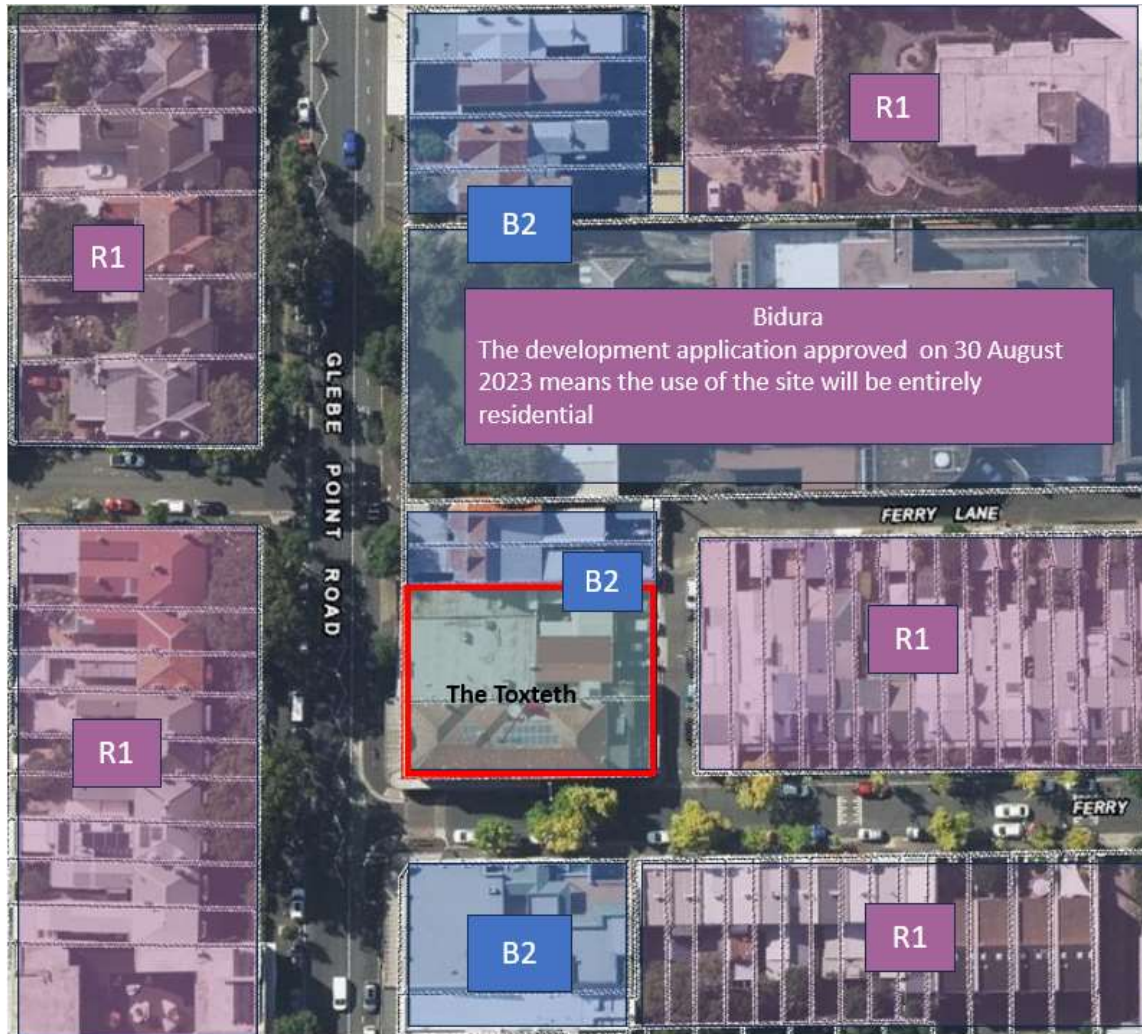 R1
R1
B2
Bidura
The development application approved on 30 August
2023 means the use of the site will be entirely
residential
GLEBE POINT ROAD
FERRY LANE
B2
R1
The Toxteth
R1
FERRY
B2
R1